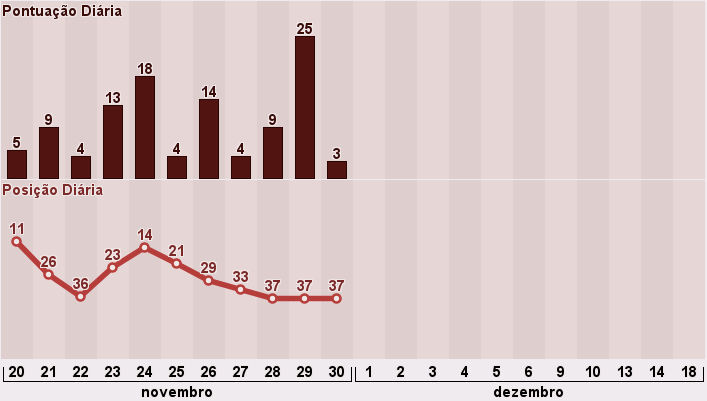 Pontuação Diária
5 9 4 13 18 4 14 4 9 25 3
Posição Diária
11 26 36 23 14 21 29 33 37 37 37
20 21 22 23 24 25 26 27 28 29 30 1 2 3 4 5 6 9 10 13 14 18
novembro dezembro